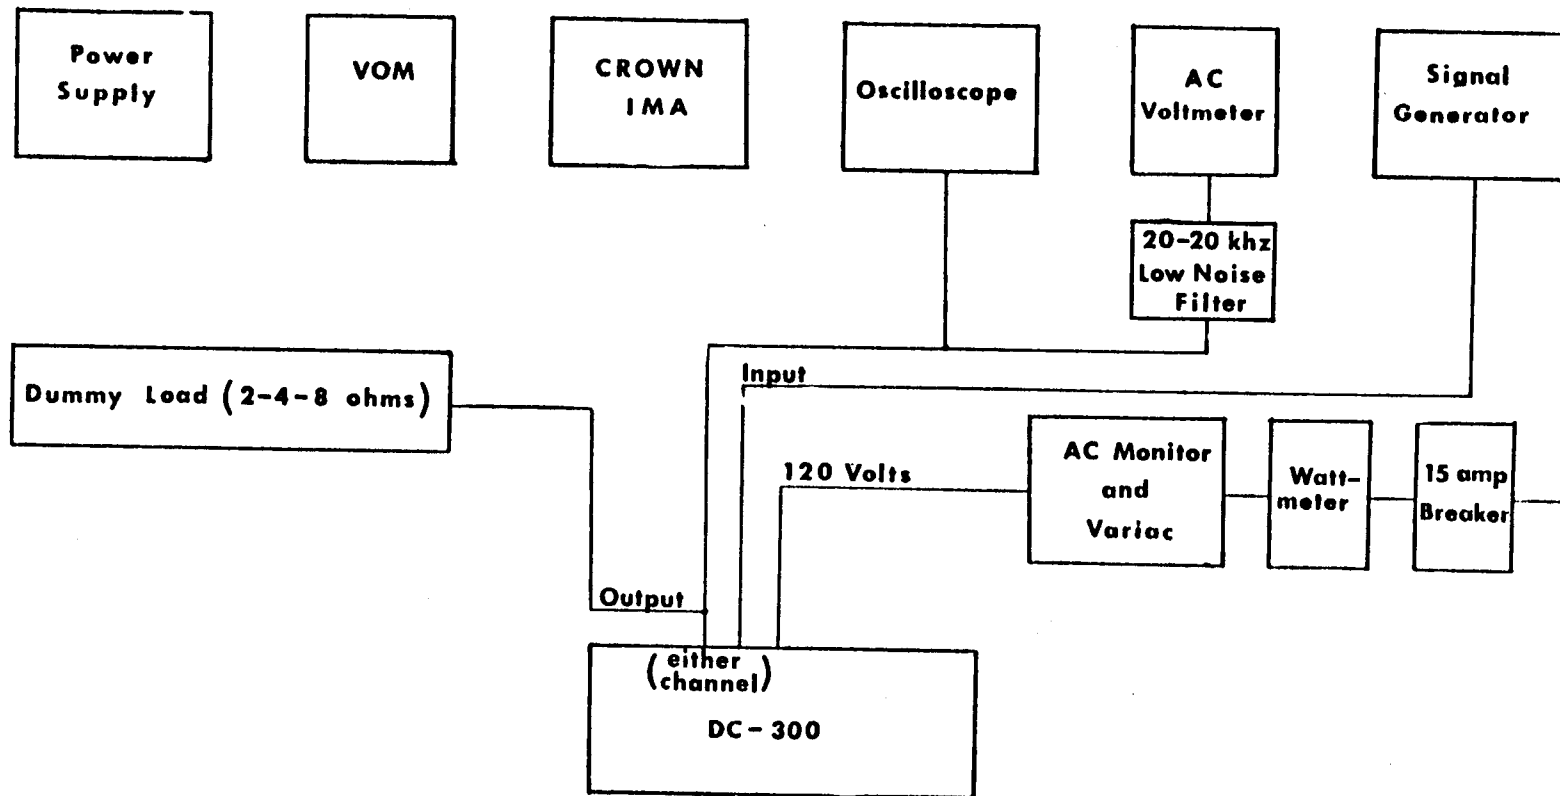 Power
Supply
VOM
CROWN
IMA
Oscilloscope
AC
Voltmeter
Signal
Generator
20-20 khz
Low Noise
Filter
Dummy Load (2-4-8 ohms)
Input
120 Volts
AC Monitor
and
Variac
Watt-
meter
15 amp
Breaker
Output
(either
channel)
DC-300